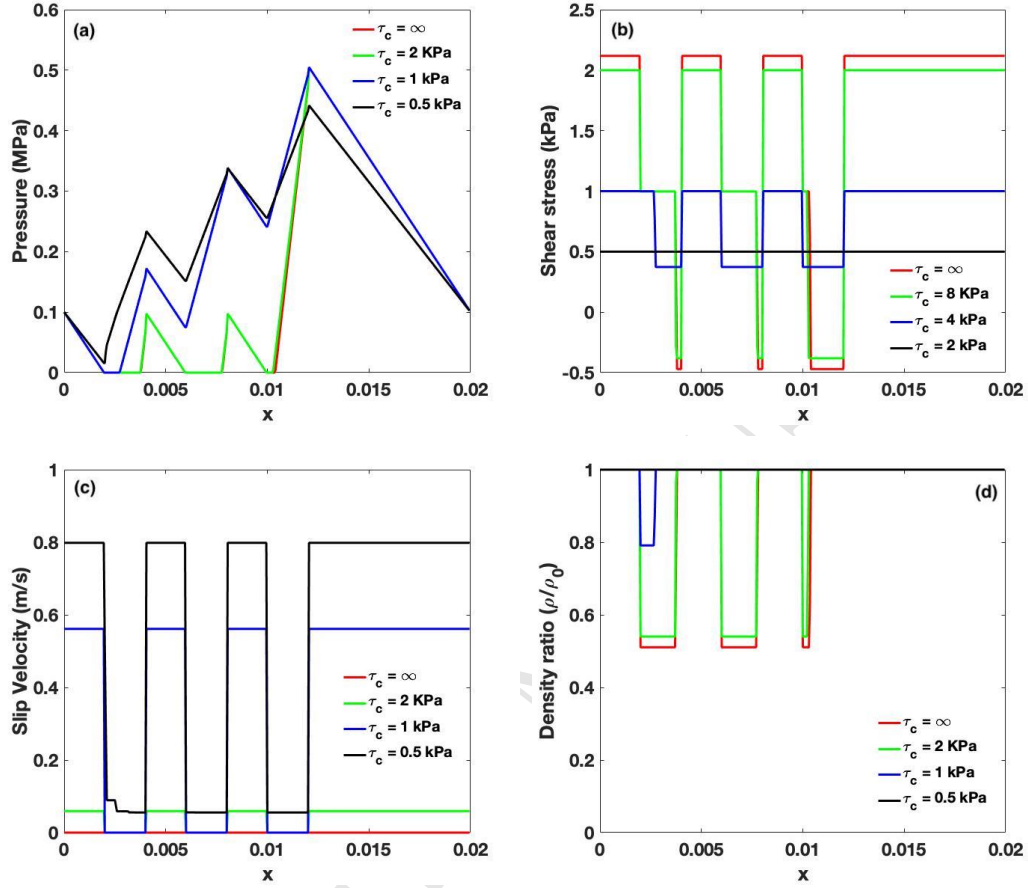 (a)
τc = ∞
τc = 2 KPa
τc = 1 kPa
τc = 0.5 kPa
Pressure (MPa)
0.6
0.5
0.4
0.3
0.2
0.1
0
0 0.005 0.01 0.015 0.02
x
(b)
τc = ∞
τc = 8 KPa
τc = 4 kPa
τc = 2 kPa
Shear stress (kPa)
2.5
2
1.5
1
0.5
0
-0.5
0 0.005 0.01 0.015 0.02
x
(c)
τc = ∞
τc = 2 KPa
τc = 1 kPa
τc = 0.5 kPa
Slip Velocity (m/s)
1
0.8
0.6
0.4
0.2
0
0 0.005 0.01 0.015 0.02
x
(d)
τc = ∞
τc = 2 KPa
τc = 1 kPa
τc = 0.5 kPa
Density ratio (ρ/ρ0)
1
0.8
0.6
0.4
0.2
0
0 0.005 0.01 0.015 0.02
x